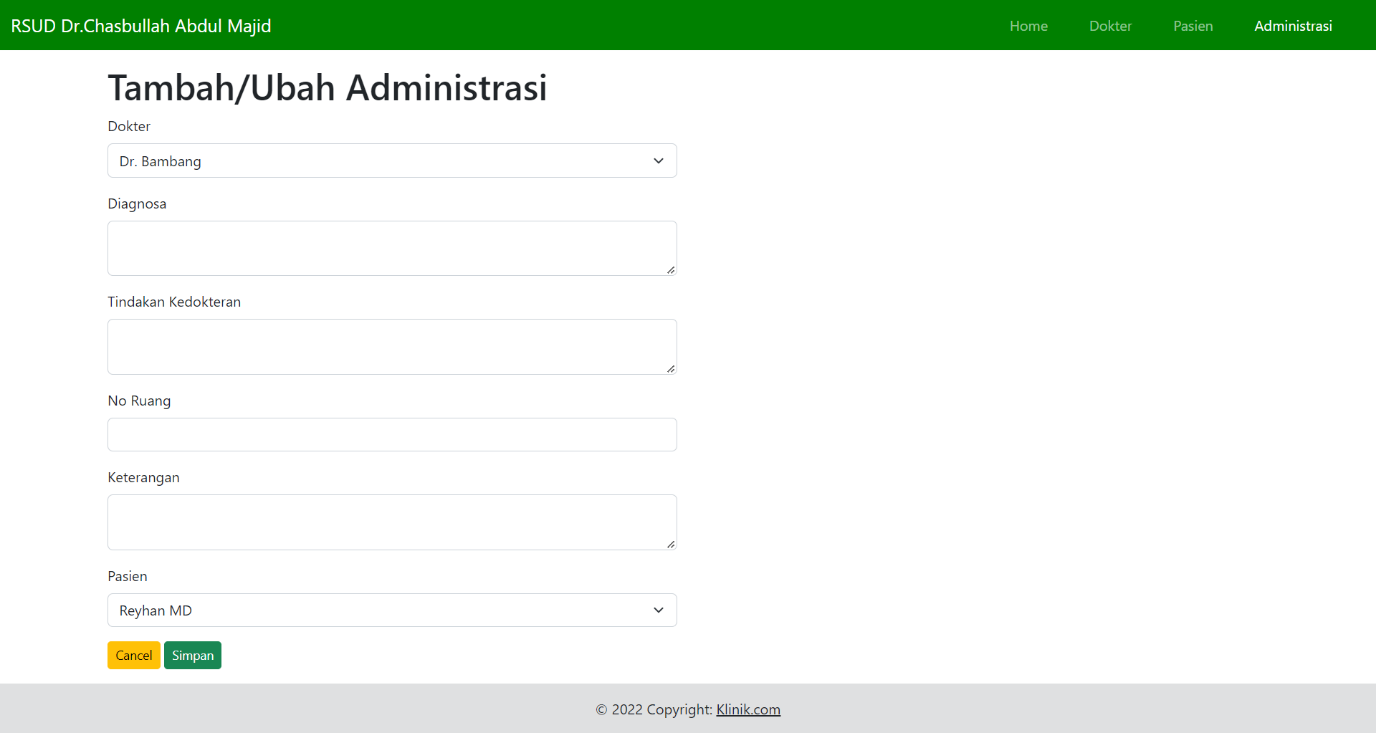 RSUD Dr.Chasbullah Abdul Majid Home Dokter Pasien Administrasi
Tambah/Ubah Administrasi
Dokter
Dr. Bambang
Diagnosa
Tindakan Kedokteran
No Ruang
Keterangan
Pasien
Reyhan MD
Cancel Simpan
© 2022 Copyright: Klinik.com